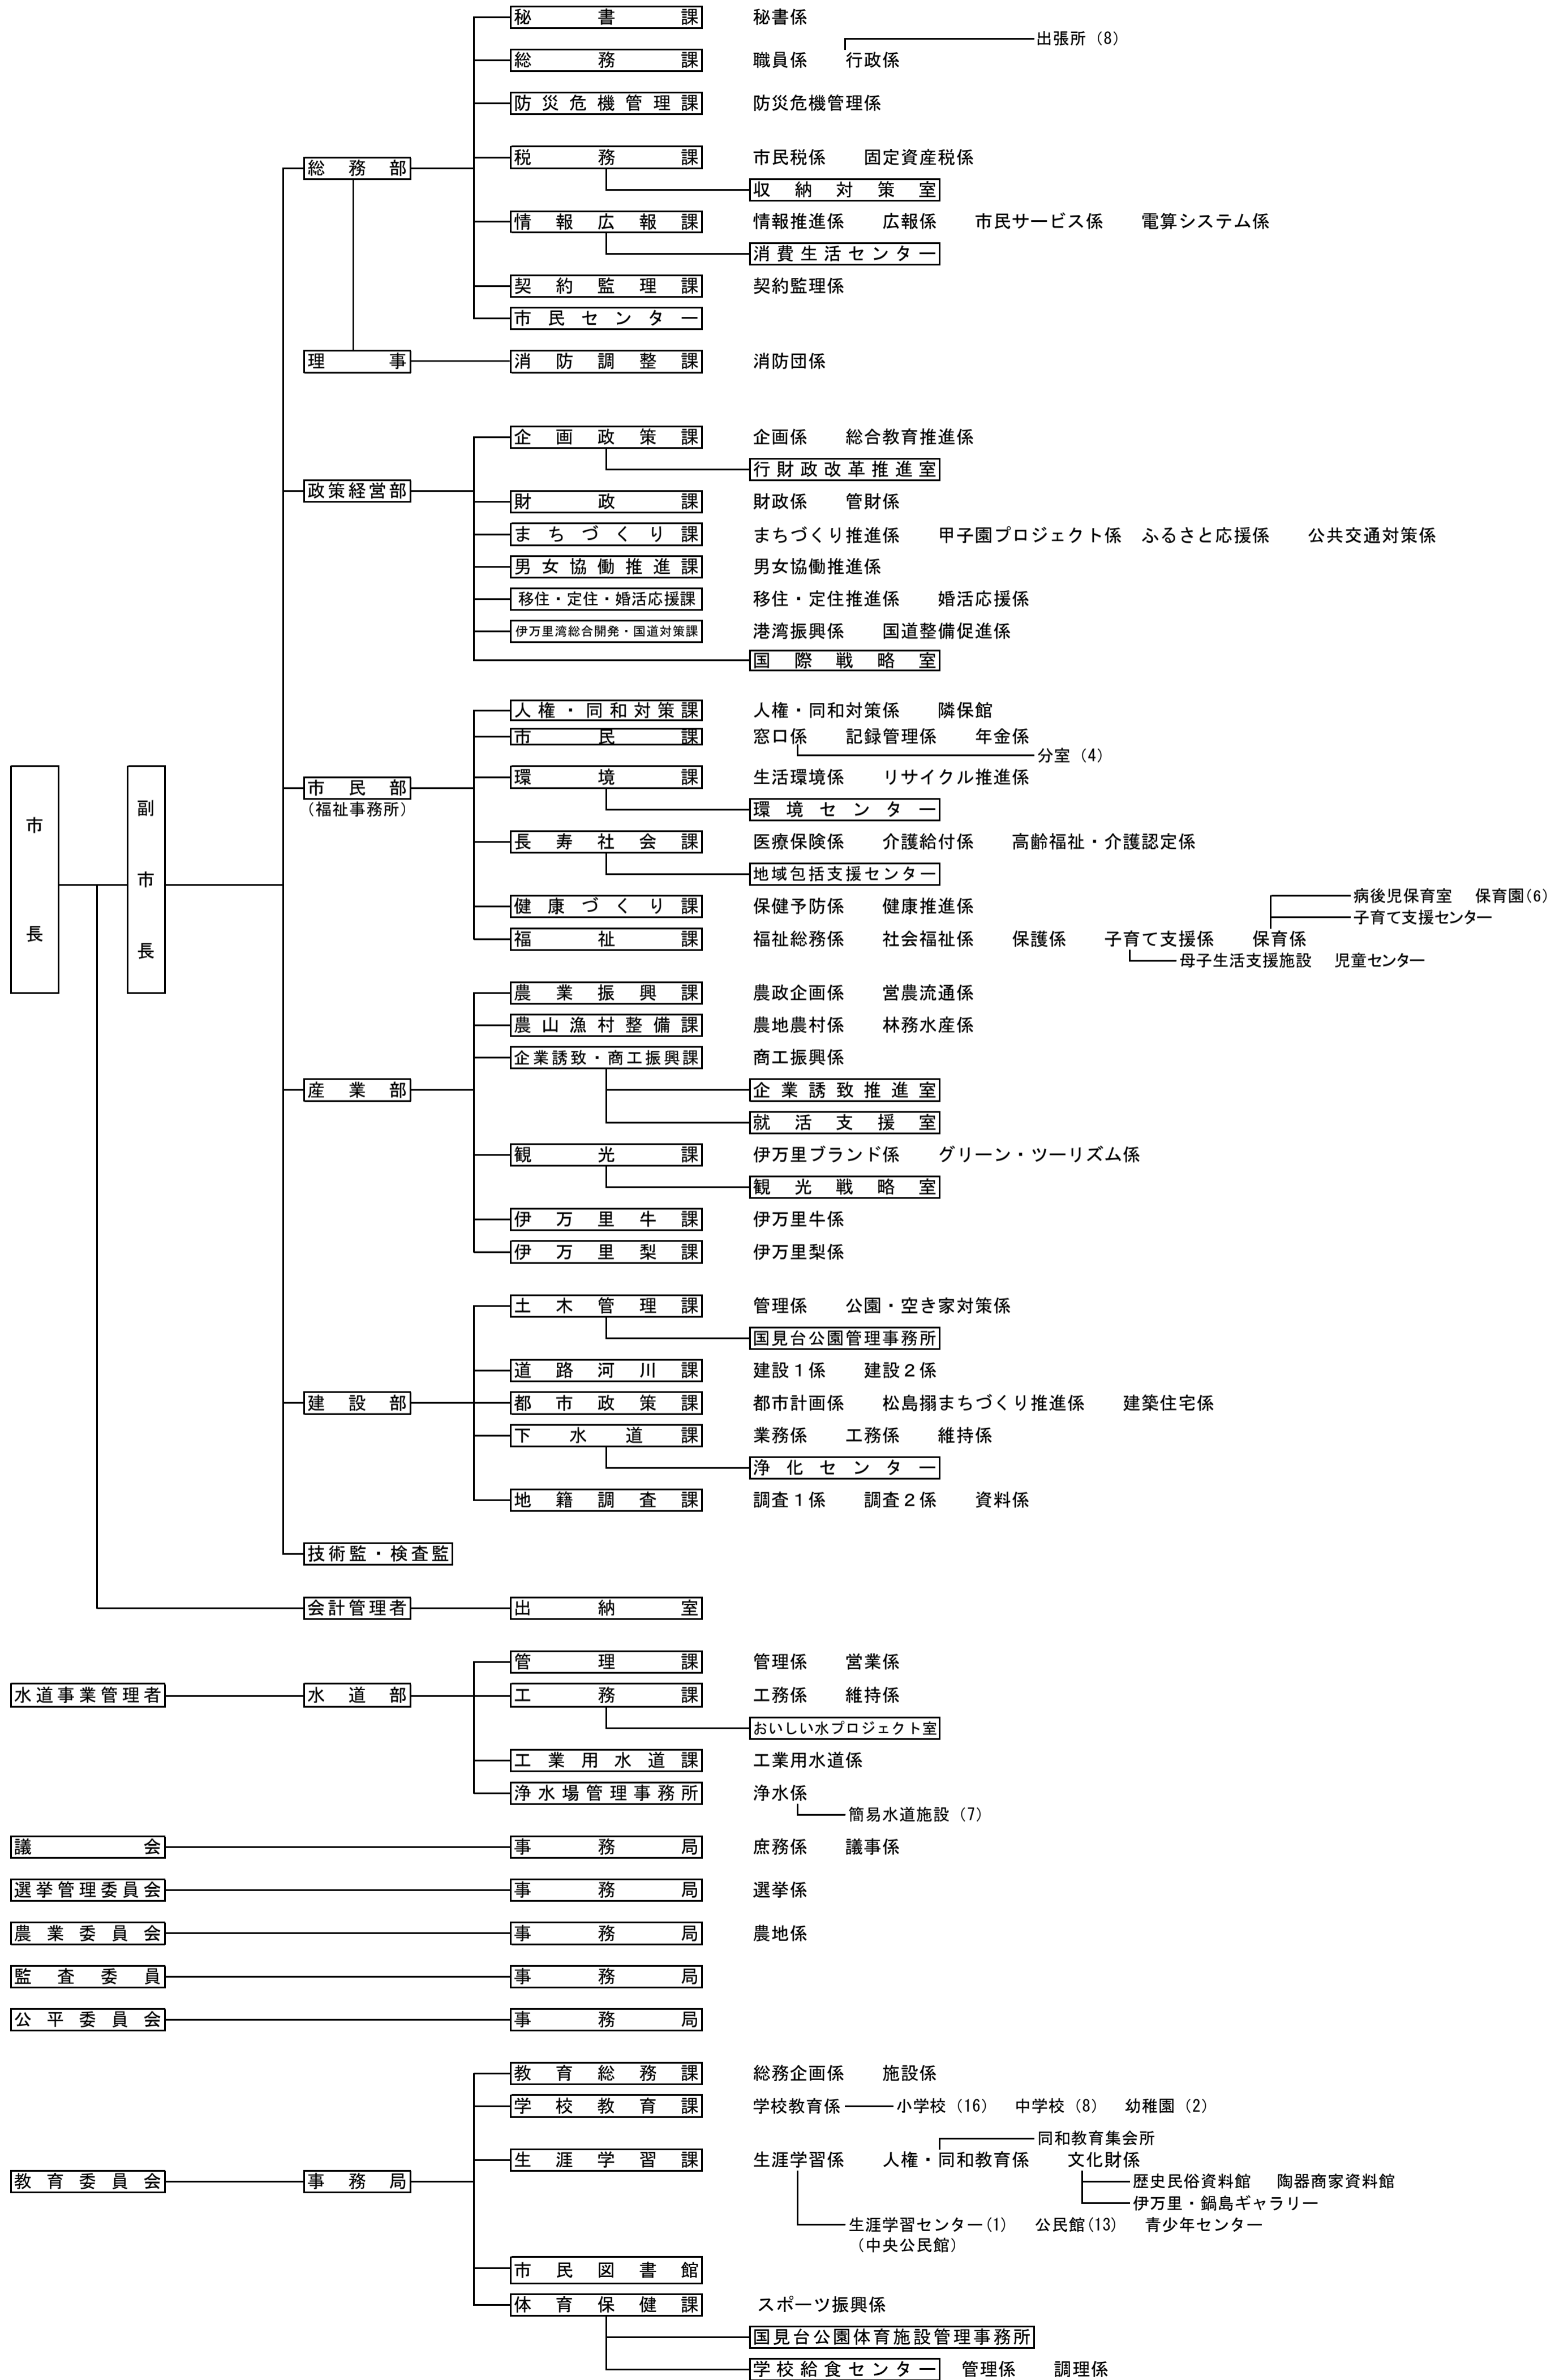 秘書課　秘書係
出張所（8）
総務課　職員係　行政係
防災危機管理課　防災危機管理係
税務課　市民税係　固定資産税係
総務部
収納対策室
情報広報課　情報推進係　広報係　市民サービス係　電算システム係
消費生活センター
契約監理課　契約監理係
市民センター
理事　消防調整課　消防団係
企画政策課　企画係　総合教育推進係
行財政改革推進室
政策経営部
財政課　財政係　管財係
まちづくり課　まちづくり推進係　甲子園プロジェクト係　ふるさと応援係　公共交通対策係
男女協働推進課　男女協働推進係
移住・定住・婚活応援課　移住・定住推進係　婚活応援係
伊万里湾総合開発・国道対策課　港湾振興係　国道整備促進係
国際戦略室
人権・同和対策課　人権・同和対策係　隣保館
市民課　窓口係　記録管理係　年金係
分室（4）
環境課　生活環境係　リサイクル推進係
市民部
（福祉事務所）
環境センター
市長　副市長
長寿社会課　医療保険係　介護給付係　高齢福祉・介護認定係
地域包括支援センター
病後児保育室　保育園(6)
健康づくり課　保健予防係　健康推進係
子育て支援センター
福祉課　福祉総務係　社会福祉係　保護係　子育て支援係　保育係
母子生活支援施設　児童センター
農業振興課　農政企画係　営農流通係
農山漁村整備課　農地農村係　林務水産係
企業誘致・商工振興課　商工振興係
産業部　企業誘致推進室
就活支援室
観光課　伊万里ブランド係　グリーン・ツーリズム係
観光戦略室
伊万里牛課　伊万里牛係
伊万里梨課　伊万里梨係
土木管理課　管理係　公園・空き家対策係
国見台公園管理事務所
道路河川課　建設１係　建設２係
建設部　都市政策課　都市計画係　松島搦まちづくり推進係　建築住宅係
下水道課　業務係　工務係　維持係
浄化センター
地籍調査課　調査１係　調査２係　資料係
技術監・検査監
会計管理者　出納室
管理課　管理係　営業係
水道事業管理者　水道部　工務課　工務係　維持係
おいしい水プロジェクト室
工業用水道課　工業用水道係
浄水場管理事務所　浄水係
簡易水道施設（7）
議会　事務局　庶務係　議事係
選挙管理委員会　事務局　選挙係
農業委員会　事務局　農地係
監査委員　事務局
公平委員会　事務局
教育総務課　総務企画係　施設係
学校教育課　学校教育係　小学校（16）　中学校（8）　幼稚園（2）
同和教育集会所
生涯学習課　生涯学習係　人権・同和教育係　文化財係
教育委員会　事務局　歴史民俗資料館　陶器商家資料館
伊万里・鍋島ギャラリー
生涯学習センター(1)　公民館(13)　青少年センター
（中央公民館）
市民図書館
体育保健課　スポーツ振興係
国見台公園体育施設管理事務所
学校給食センター　管理係　調理係